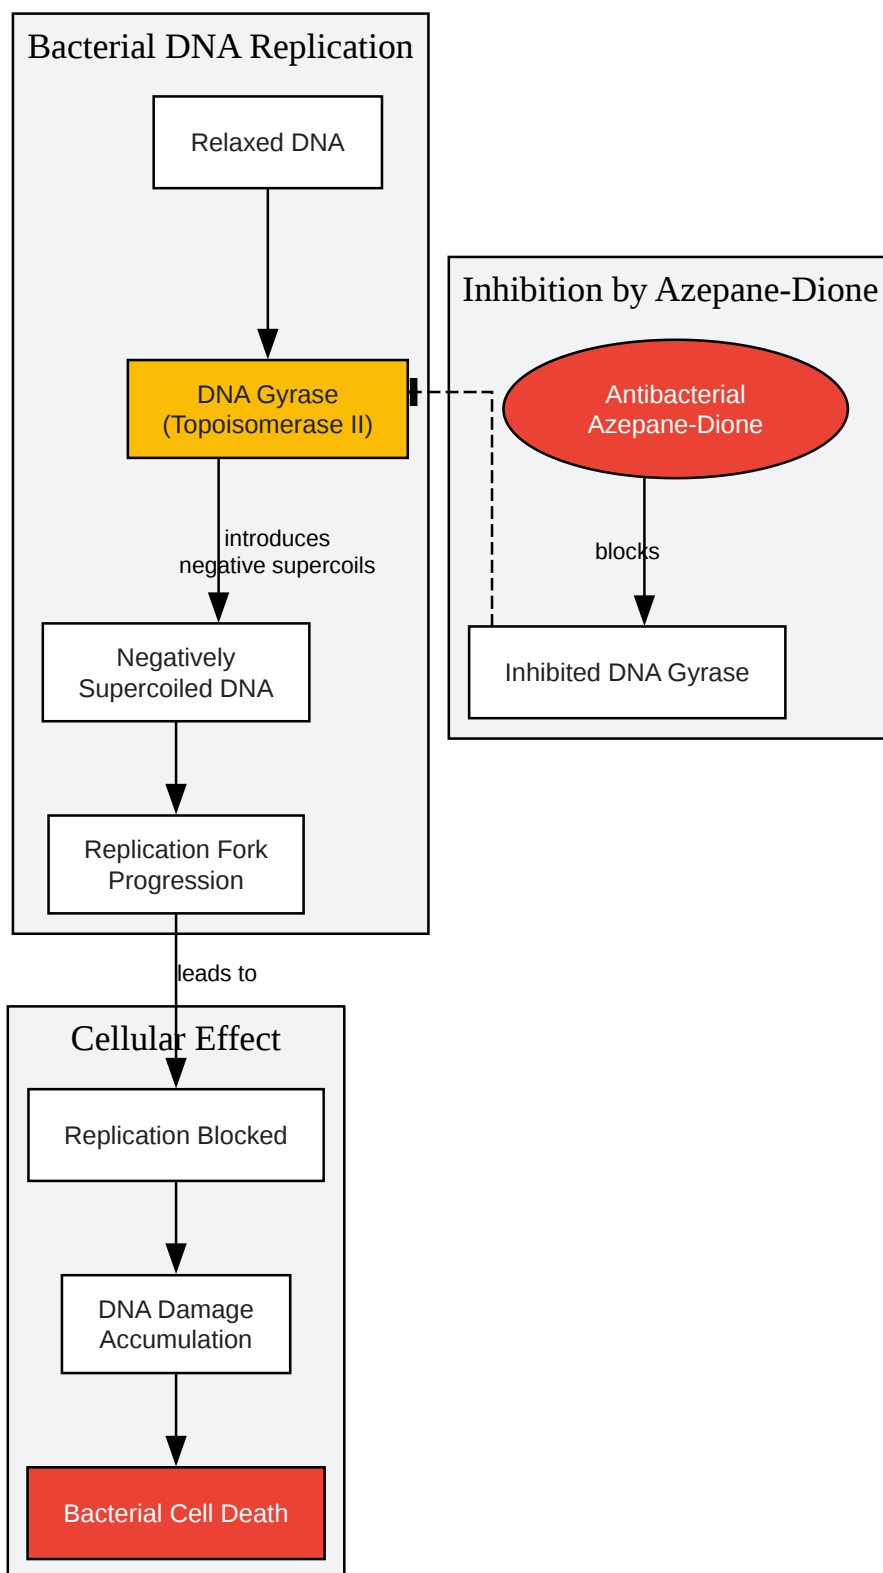 Bacterial DNA Replication
Relaxed DNA
DNA Gyrase
(Topoisomerase II)
introduces
negative supercoils
Negatively
Supercoiled DNA
Replication Fork
Progression
leads to
Inhibition by Azepane-Dione
Antibacterial
Azepane-Dione
blocks
Inhibited DNA Gyrase
Cellular Effect
Replication Blocked
DNA Damage
Accumulation
Bacterial Cell Death